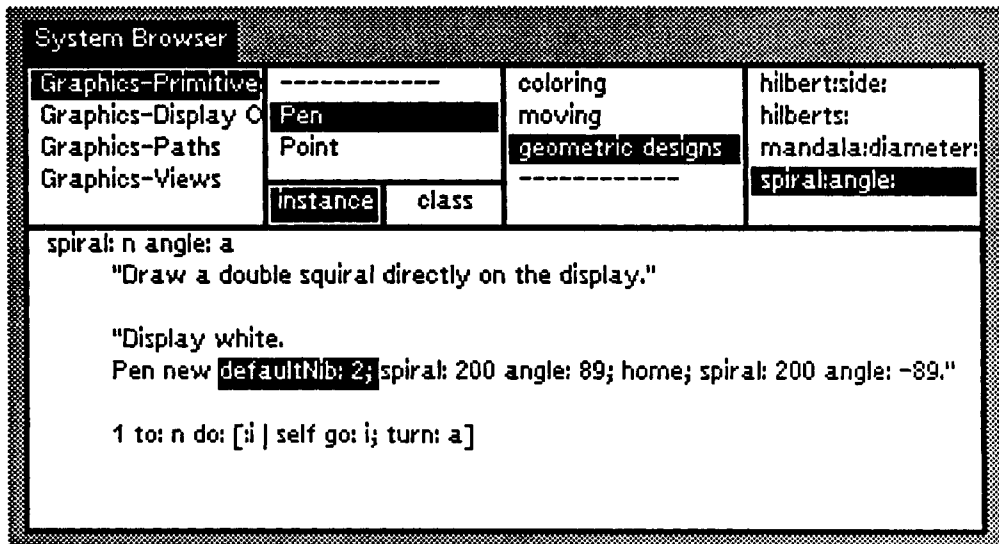 System Browser
Graphics-Primitive
Graphics-Display O
Graphics-Paths
Graphics-Views
------------
Pen
Point
instance class
coloring
moving
geometric designs
------------
hilbert:side:
hilberts:
mandala:diameter:
spiral:angle:
spiral: n angle: a
"Draw a double squiral directly on the display."
"Display white.
Pen new defaultNib: 2; spiral: 200 angle: 89; home; spiral: 200 angle: -89."
1 to: n do: [:i | self go: i; turn: a]